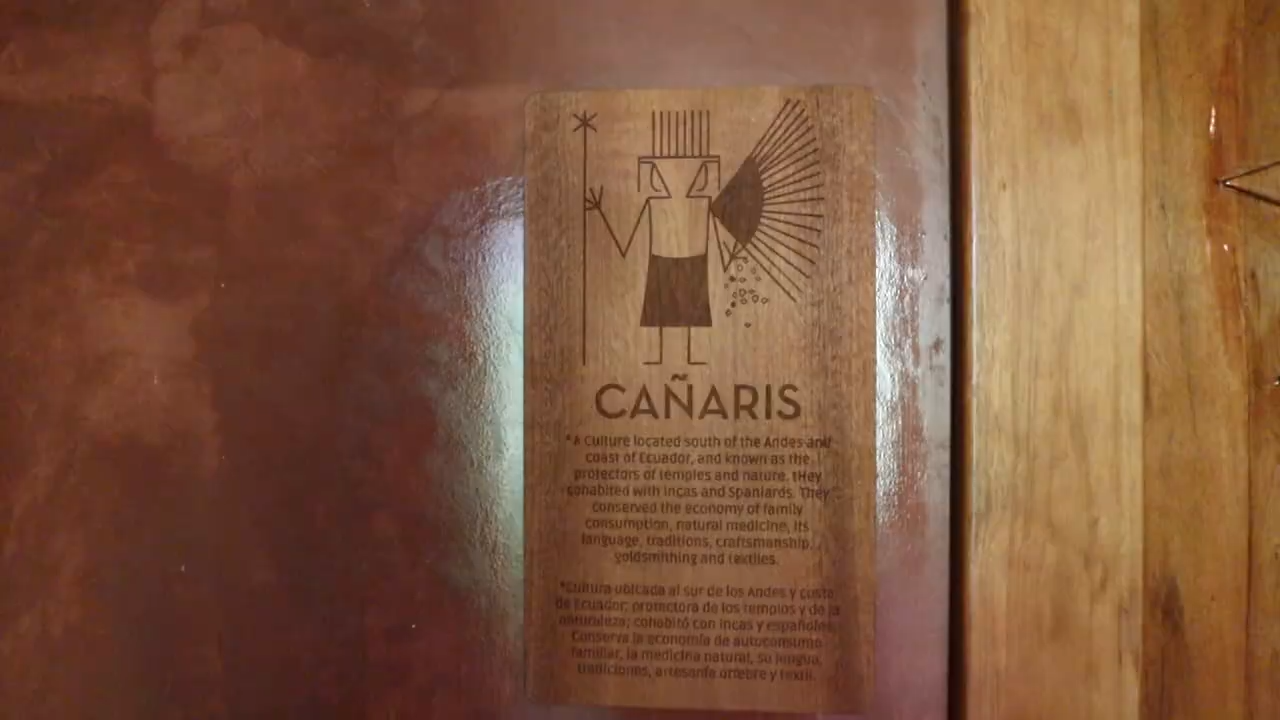 CAÑARIS
*A Culture located south of the Andes and
coast of Ecuador, and known as the
protectors of temples and nature. tHey
cohabited with Incas and Spaniards. They
conserved the economy of family
consumption, natural medicine, its
language, traditions, craftsmanship,
goldsmithing and textiles.
*Cultura ubicada al sur de los Andes y costa
de Ecuador; protectora de los templos y de la
naturaleza; cohabitó con Incas y españoles.
Conserva la economía de autoconsumo
familiar, la medicina natural, su lengua,
tradiciones, artesanía orfebre y textil.